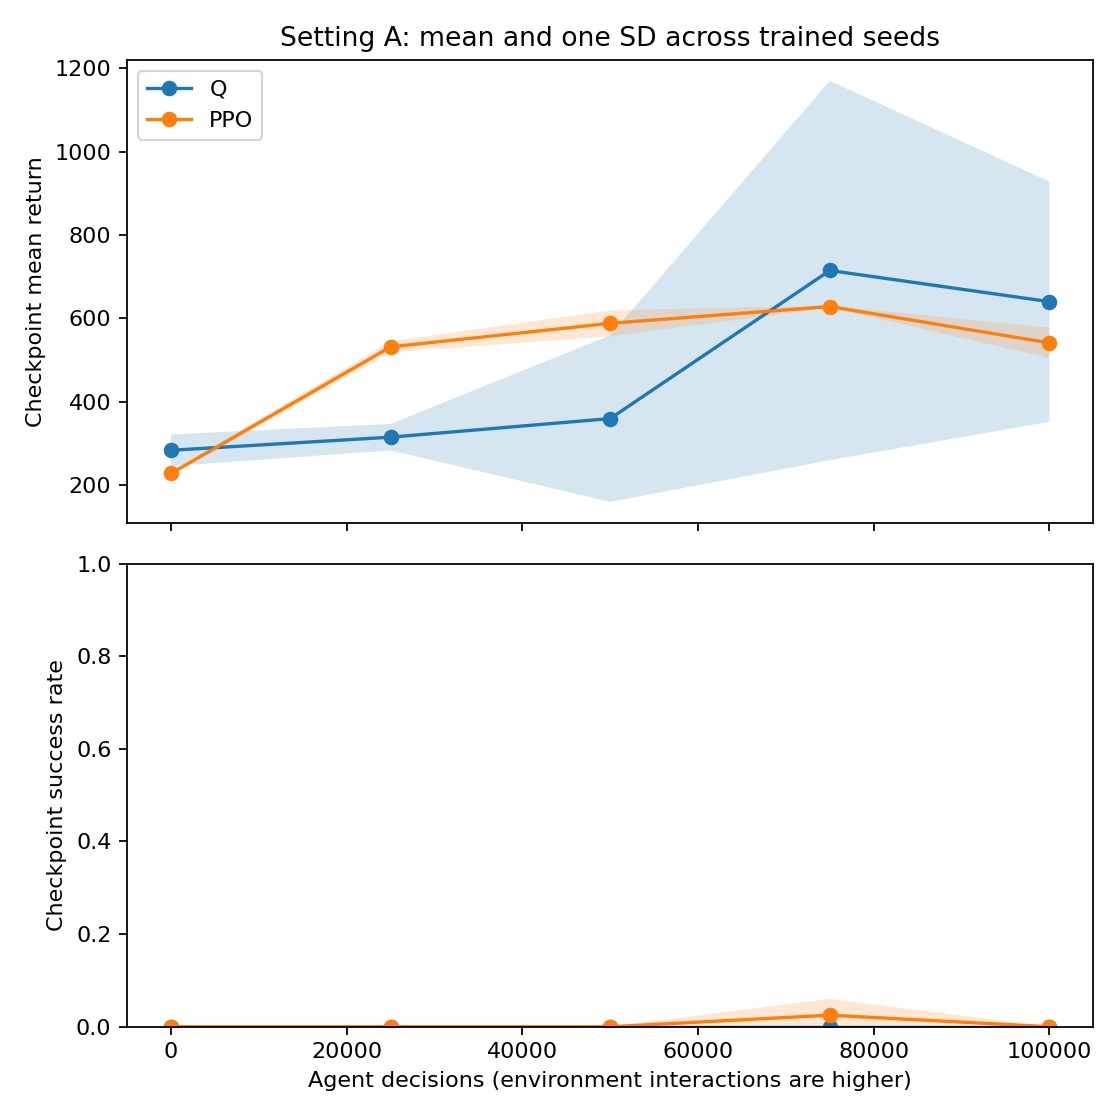 Setting A: mean and one SD across trained seeds
1200
1000
800
600
400
200
Checkpoint mean return
Q
PPO
1.0
0.8
0.6
0.4
0.2
0.0
Checkpoint success rate
0 20000 40000 60000 80000 100000
Agent decisions (environment interactions are higher)